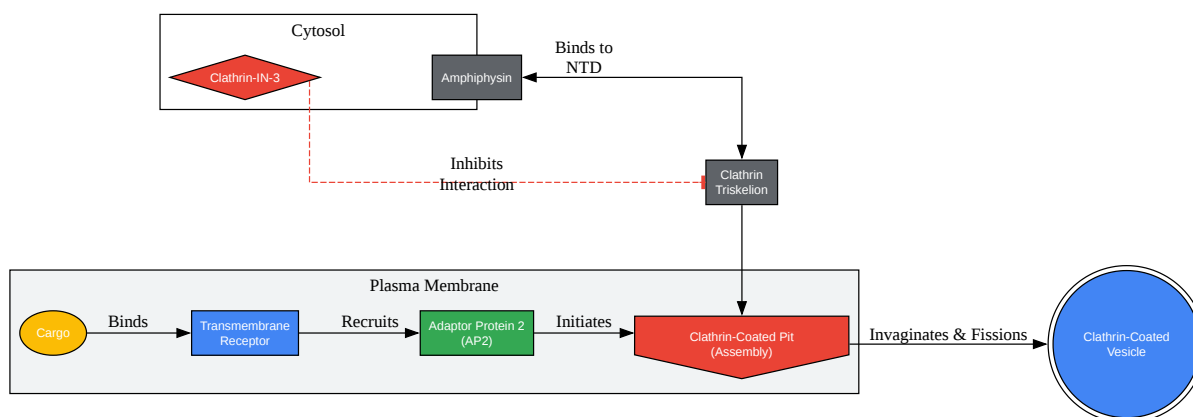 Cytosol
Clathrin-IN-3
Amphiphysin
Binds to
NTD
Inhibits
Interaction
Clathrin
Triskelion
Plasma Membrane
Cargo
Binds
Transmembrane
Receptor
Recruits
Adaptor Protein 2
(AP2)
Initiates
Clathrin-Coated Pit
(Assembly)
Invaginates & Fissions
Clathrin-Coated
Vesicle